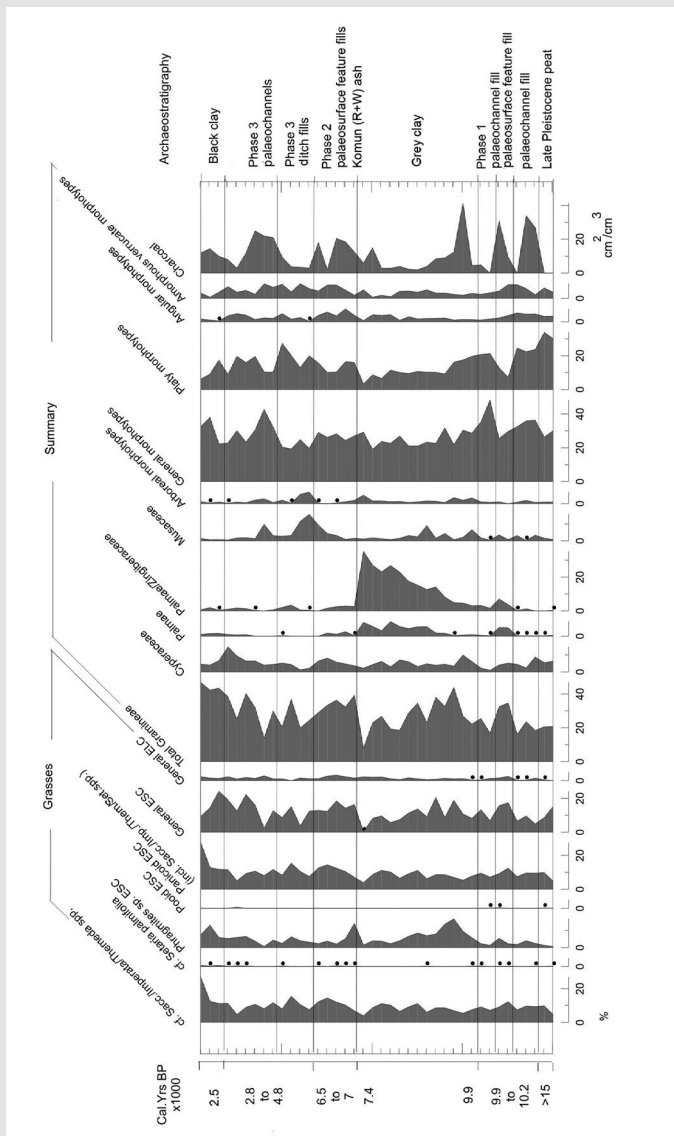 Grasses
Summary
Cal.Yrs BP
x1000
cf. Sacc./Imperata/Themeda spp.
cf. Setaria palmifolia
Phragmites sp. ESC
Pooid ESC
Panicoid ESC
(incl. Sacc./Imp./Them/Set.spp.)
General ESC
General ELC
Total Gramineae
Cyperaceae
Palmae
Palmae/Zingiberaceae
Musaceae
Arboreal morphotypes
General morphotypes
Platy morphotypes
Angular morphotypes
Amorphous verrucate morphotypes
Charcoal
Archaeostratigraphy
2.5
Black clay
2.8
to
4.8
Phase 3
palaeochannels
Phase 3
ditch fills
6.5
to
7
Phase 2
palaeosurface feature fills
Komun (R+W) ash
7.4
Grey clay
9.9
Phase 1
palaeochannel fill
9.9
to
10.2
palaeosurface feature fill
palaeochannel fill
>15
Late Pleistocene peat
0 20
0
0 20
0
0 20
0 20
0
0 20 40
0
0
0 20
0
0
0 20 40
0 20
0
0
0 20
%
cm2/cm3